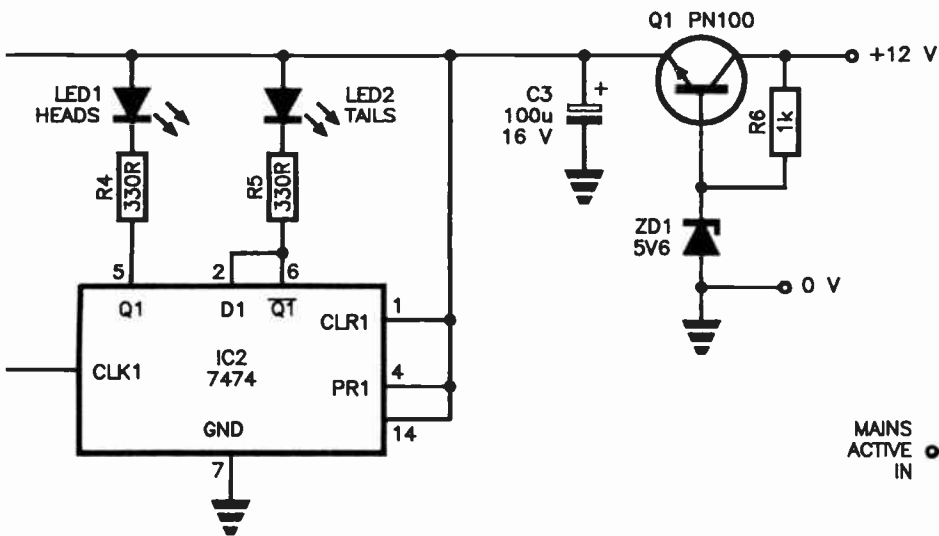 Q1 PN100
+12 V
LED1
HEADS
LED2
TAILS
C3
100u
16 V
+
R6
1k
R4
330R
R5
330R
ZD1
5V6
0 V
5
2
6
Q1
D1
Q1
CLR1
1
CLK1
IC2
7474
PR1
4
GND
14
7
MAINS
ACTIVE
IN